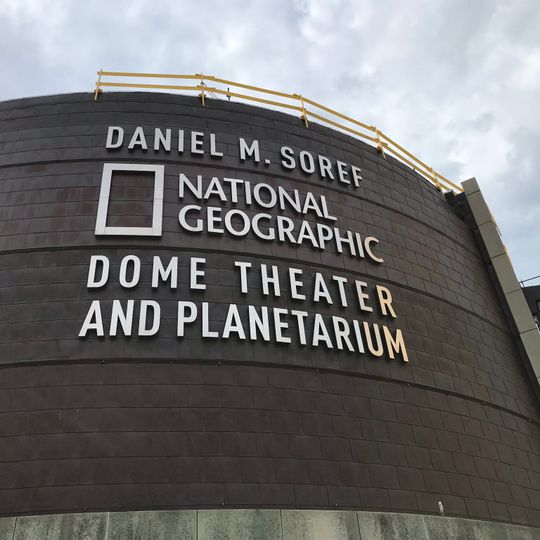 DANIEL M. SOREF
NATIONAL
GEOGRAPHIC
DOME THEATER
AND PLANETARIUM